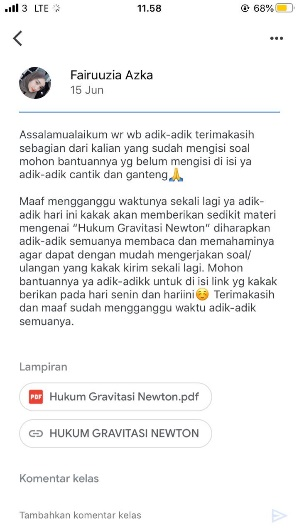 3 LTE 11.58 68%
Fairuuzia Azka
15 Jun
Assalamualaikum wr wb adik-adik terimakasih
sebagian dari kalian yang sudah mengisi soal
mohon bantuannya yg belum mengisi di isi ya
adik-adik cantik dan ganteng🙏
Maaf mengganggu waktunya sekali lagi ya adik-
adik hari ini kakak akan memberikan sedikit materi
mengenai “Hukum Gravitasi Newton” diharapkan
adik-adik semuanya membaca dan memahaminya
agar dapat dengan mudah mengerjakan soal/
ulangan yang kakak kirim sekali lagi. Mohon
bantuannya ya adik-adikk untuk di isi link yg kakak
berikan pada hari senin dan hariini☺️ Terimakasih
dan maaf sudah mengganggu waktu adik-adik
semuanya.
Lampiran
PDF Hukum Gravitasi Newton.pdf
HUKUM GRAVITASI NEWTON
Komentar kelas
Tambahkan komentar kelas